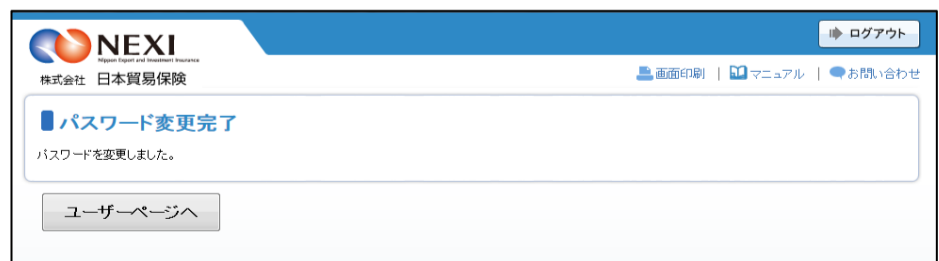 ログアウト
NEXI
Nippon Export and Investment Insurance
株式会社 日本貿易保険
画面印刷 | マニュアル | お問い合わせ
パスワード変更完了
パスワードを変更しました。
ユーザーページへ